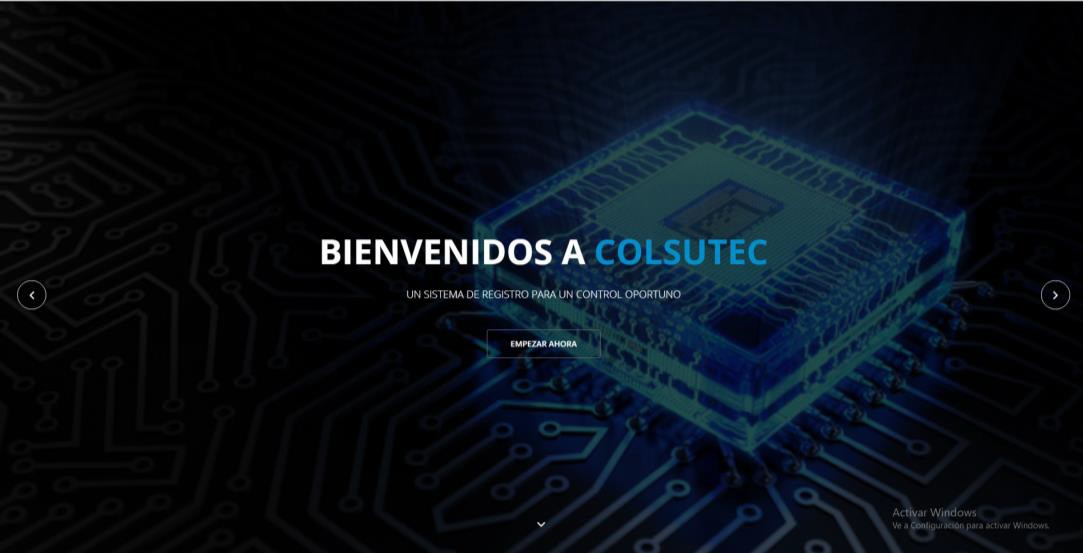 BIENVENIDOS A COLSUTEC
UN SISTEMA DE REGISTRO PARA UN CONTROL OPORTUNO
EMPEZAR AHORA
Activar Windows
Ve a Configuración para activar Windows.